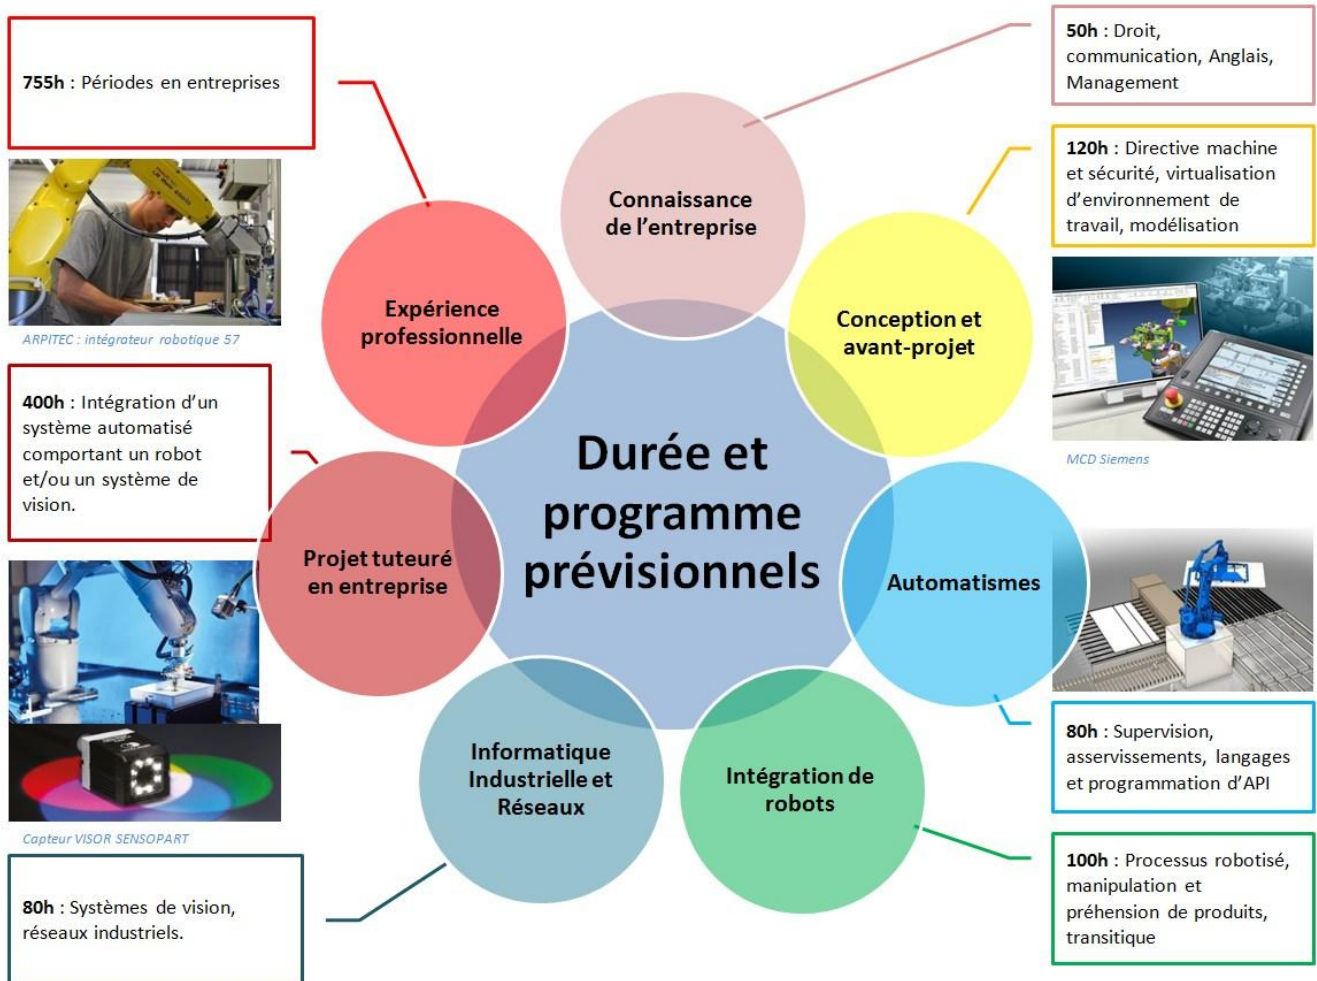 755h : Périodes en entreprises
ARPITEC : intégrateur robotique 57
400h : Intégration d'un
système automatisé
comportant un robot
et/ou un système de
vision.
Capteur VISOR SENSOPART
80h : Systèmes de vision,
réseaux industriels.
Connaissance
de l'entreprise
Expérience
professionnelle
Conception et
avant-projet
Durée et
programme
prévisionnels
Projet tuteuré
en entreprise
Automatismes
Informatique
Industrielle et
Réseaux
Intégration de
robots
50h : Droit,
communication, Anglais,
Management
120h : Directive machine
et sécurité, virtualisation
d'environnement de
travail, modélisation
MCD Siemens
80h : Supervision,
asservissements, langages
et programmation d'API
100h : Processus robotisé,
manipulation et
préhension de produits,
transitique